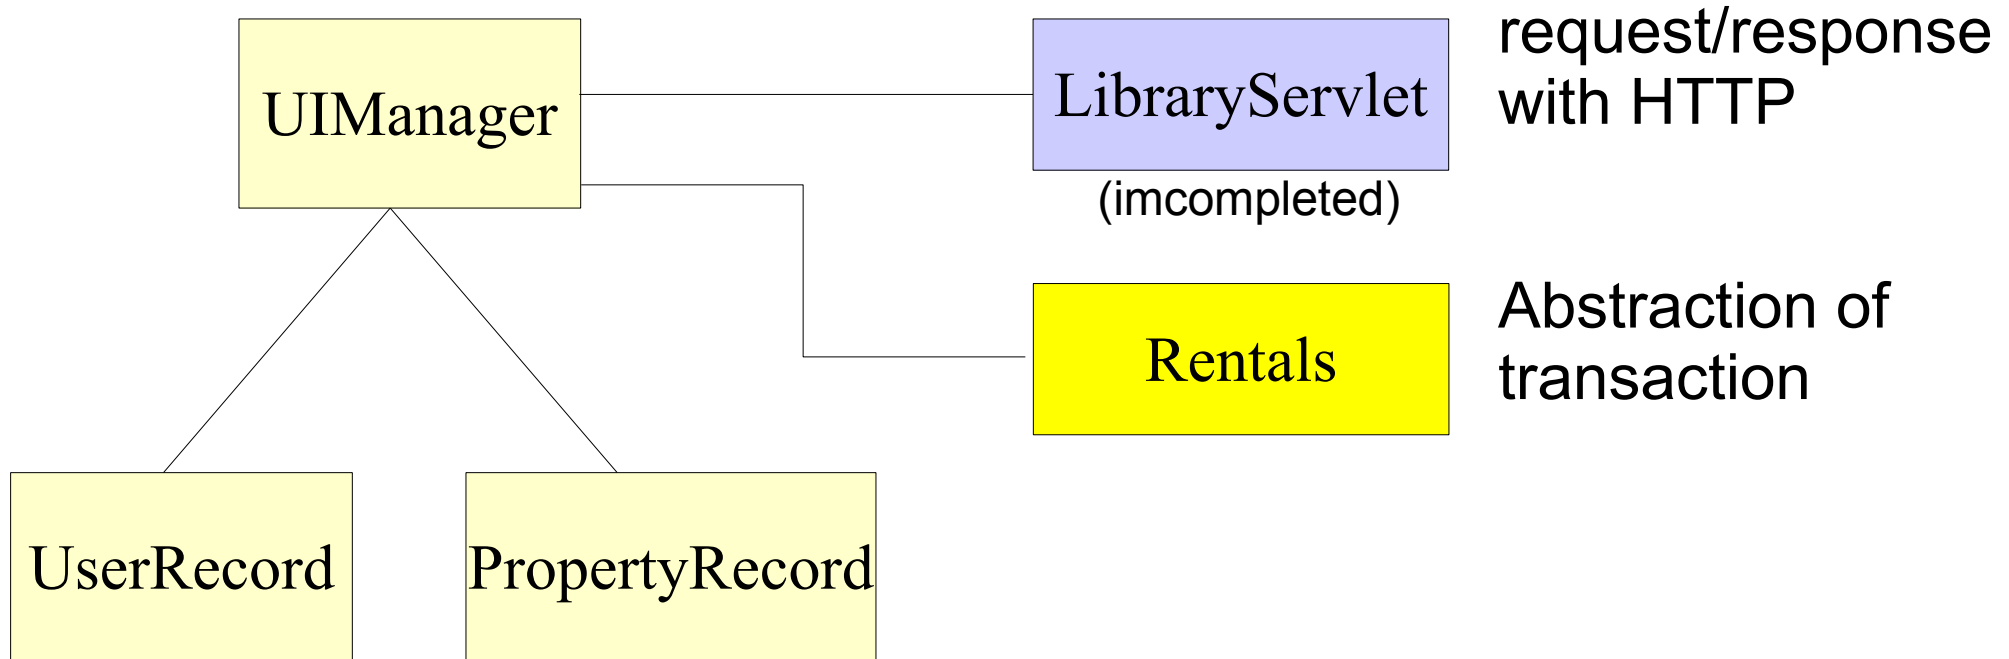 UIManager
LibraryServlet
request/response
with HTTP
(imcompleted)
Rentals
Abstraction of
transaction
UserRecord
PropertyRecord